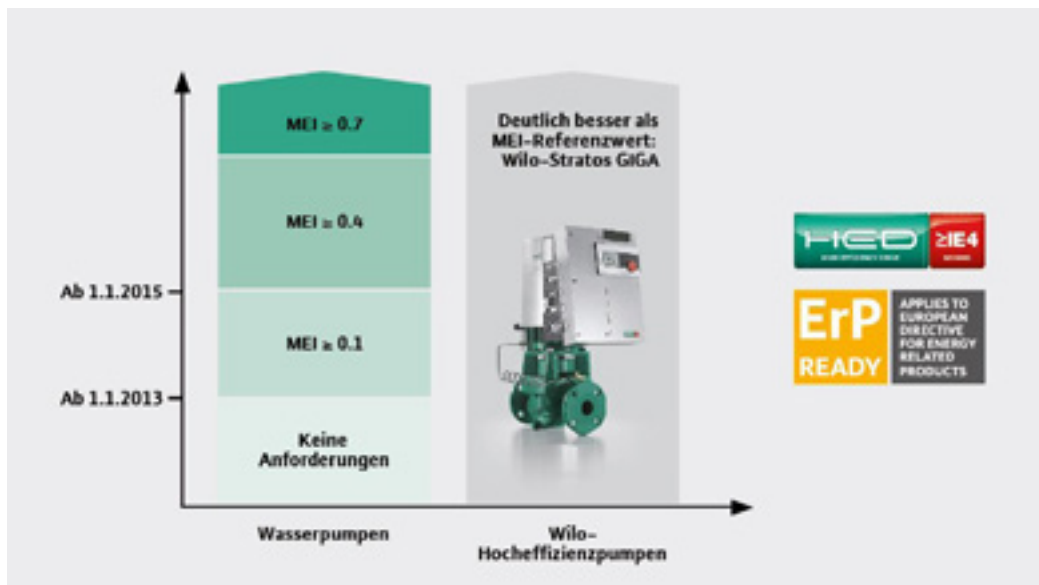 MEI ≥ 0.7
MEI ≥ 0.4
Ab 1.1.2015
MEI ≥ 0.1
Ab 1.1.2013
Keine
Anforderungen
Wasserpumpen
Deutlich besser als
MEI-Referenzwert:
Wilo-Stratos GIGA
Wilo-
Hocheffizienzpumpen
HED
≥IE4
ErP
READY
APPLIES TO
EUROPEAN
DIRECTIVE
FOR ENERGY
RELATED
PRODUCTS